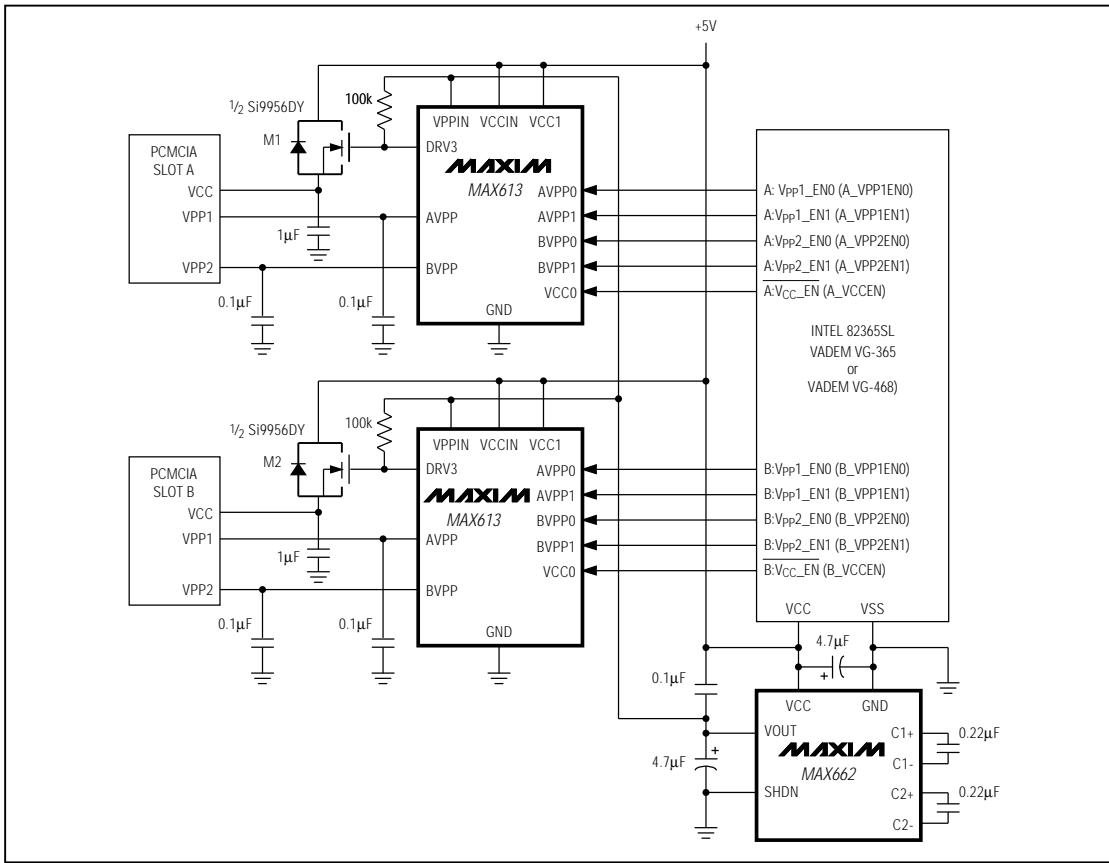 +5V
1/2 Si9956DY
100k
M1
PCMCIA
SLOT A
VCC
VPP1
VPP2
1µF
0.1µF
0.1µF
VPPIN VCCIN VCC1
DRV3
MAXIM
MAX613
AVPP
BVPP
AVPP0
AVPP1
BVPP0
BVPP1
VCC0
GND
A: VPP1_EN0 (A_VPP1EN0)
A:VPP1_EN1 (A_VPP1EN1)
A:VPP2_EN0 (A_VPP2EN0)
A:VPP2_EN1 (A_VPP2EN1)
A:VCC_EN (A_VCCEN)
INTEL 82365SL
VADEM VG-365
or
VADEM VG-468)
1/2 Si9956DY
100k
M2
PCMCIA
SLOT B
VCC
VPP1
VPP2
1µF
0.1µF
0.1µF
VPPIN VCCIN VCC1
DRV3
MAXIM
MAX613
AVPP
BVPP
AVPP0
AVPP1
BVPP0
BVPP1
VCC0
GND
B:VPP1_EN0 (B_VPP1EN0)
B:VPP1_EN1 (B_VPP1EN1)
B:VPP2_EN0 (B_VPP2EN0)
B:VPP2_EN1 (B_VPP2EN1)
B:VCC_EN (B_VCCEN)
VCC VSS
4.7µF
+
0.1µF
+
4.7µF
VCC GND
VOUT
MAXIM
MAX662
SHDN
C1+
C1-
C2+
C2-
0.22µF
0.22µF